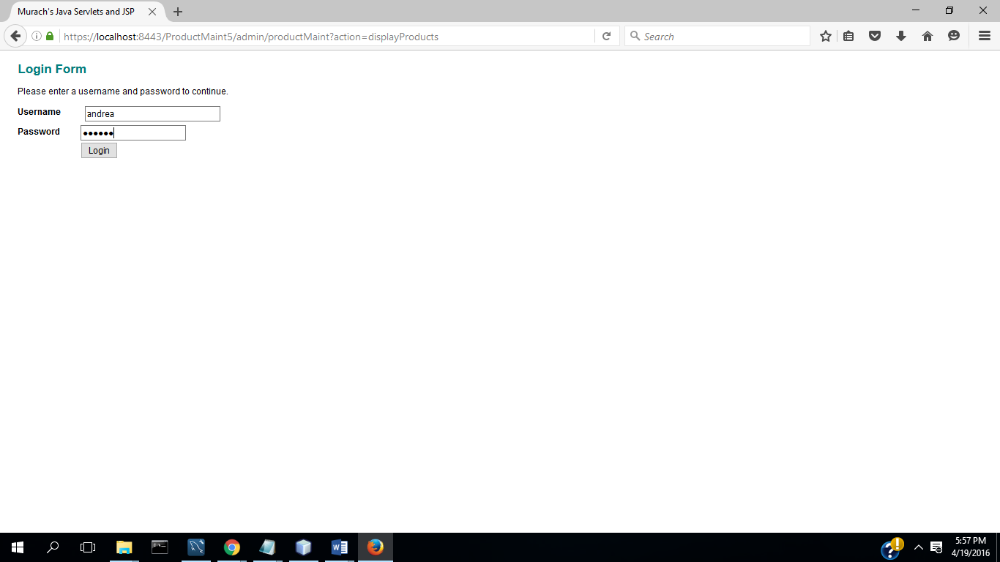 Murach's Java Servlets and JSP
https://localhost:8443/ProductMaint5/admin/productMaint?action=displayProducts
Search
Login Form
Please enter a username and password to continue.
Username andrea
Password ●●●●●●
Login
5:57 PM
4/19/2016